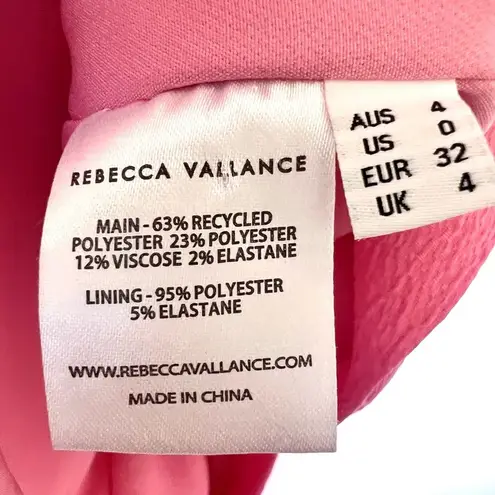 REBECCA VALLANCE
MAIN - 63% RECYCLED
POLYESTER 23% POLYESTER
12% VISCOSE 2% ELASTANE
LINING - 95% POLYESTER
5% ELASTANE
WWW.REBECCAVALLANCE.COM
MADE IN CHINA
AUS 4
US 0
EUR 32
UK 4